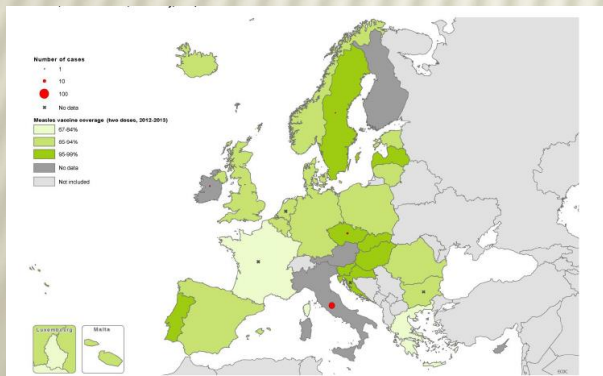 Number of cases
1
10
100
No data
Measles vaccine coverage (two doses, 2012-2013)
67-84%
85-94%
95-99%
No data
Not included
Luxembourg
Malta